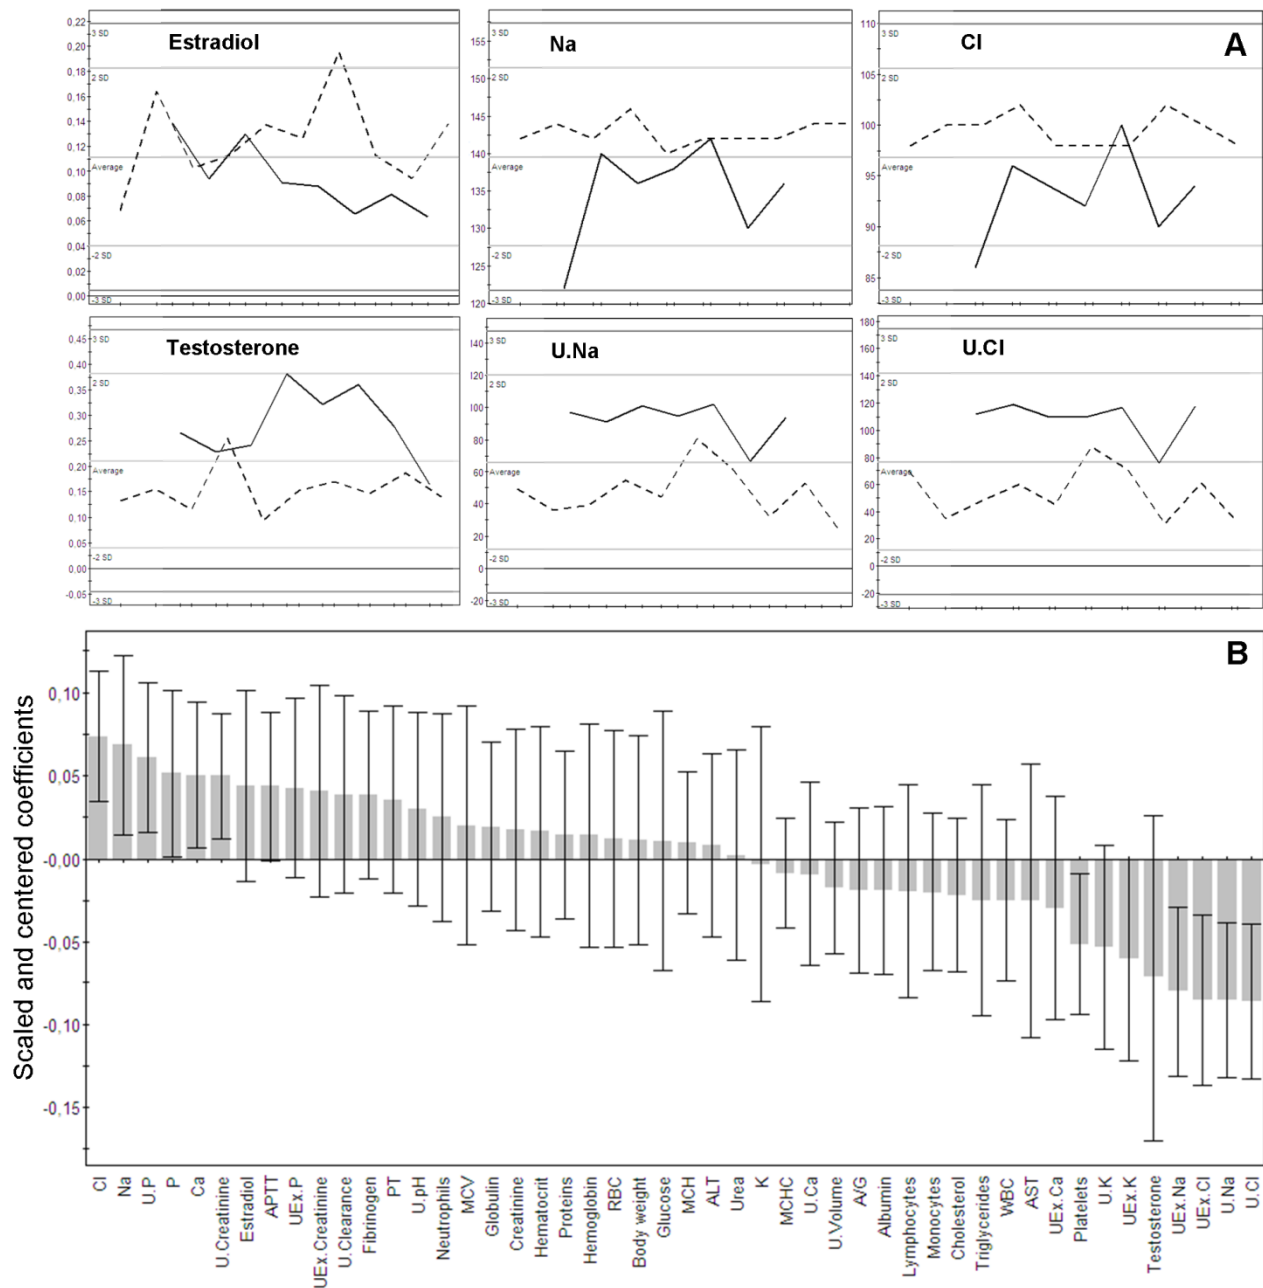 Estradiol
0,22
0,20
0,18
0,16
0,14
0,12
0,10
0,08
0,06
0,04
0,02
0,00
3 SD
2 SD
Average
-2 SD
-3 SD
Na
155
150
145
140
135
130
125
120
3 SD
2 SD
Average
-2 SD
-3 SD
Cl
A
110
105
100
95
90
85
3 SD
2 SD
Average
-2 SD
-3 SD
Testosterone
0,45
0,40
0,35
0,30
0,25
0,20
0,15
0,10
0,05
0,00
-0,05
3 SD
2 SD
Average
-2 SD
-3 SD
U.Na
140
120
100
80
60
40
20
0
-20
3 SD
2 SD
Average
-2 SD
-3 SD
U.Cl
180
160
140
120
100
80
60
40
20
0
-20
3 SD
2 SD
Average
-2 SD
-3 SD
B
Scaled and centered coefficients
0,10
0,05
-0,00
-0,05
-0,10
-0,15
Cl
Na
U.P
P
Ca
U.Creatinine
Estradiol
APTT
UEx.P
UEx.Creatinine
U.Clearance
Fibrinogen
PT
U.pH
Neutrophils
MCV
Globulin
Creatinine
Hematocrit
Proteins
Hemoglobin
RBC
Body weight
Glucose
MCH
ALT
Urea
K
MCHC
U.Ca
U.Volume
A/G
Albumin
Lymphocytes
Monocytes
Cholesterol
Triglycerides
WBC
AST
UEx.Ca
Platelets
U.K
UEx.K
Testosterone
UEx.Na
UEx.Cl
U.Na
U.Cl